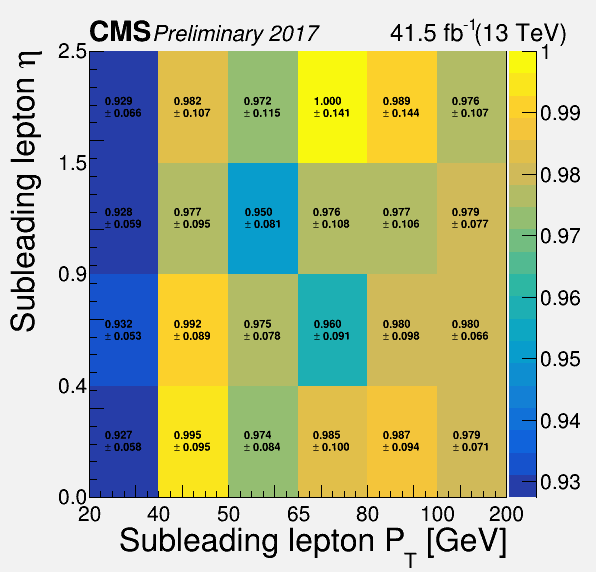 CMS Preliminary 2017 41.5 fb⁻¹(13 TeV)
Subleading lepton η
2.5
1.5
0.9
0.4
0.0
0.929 0.982 0.972 1.000 0.989 0.976
± 0.066 ± 0.107 ± 0.115 ± 0.141 ± 0.144 ± 0.107
0.928 0.977 0.950 0.976 0.977 0.979
± 0.059 ± 0.095 ± 0.081 ± 0.108 ± 0.106 ± 0.077
0.932 0.992 0.975 0.960 0.980 0.980
± 0.053 ± 0.089 ± 0.078 ± 0.091 ± 0.098 ± 0.066
0.927 0.995 0.974 0.985 0.987 0.979
± 0.058 ± 0.095 ± 0.084 ± 0.100 ± 0.094 ± 0.071
20 40 50 65 80 100 200
Subleading lepton P_T [GeV]
1
0.99
0.98
0.97
0.96
0.95
0.94
0.93